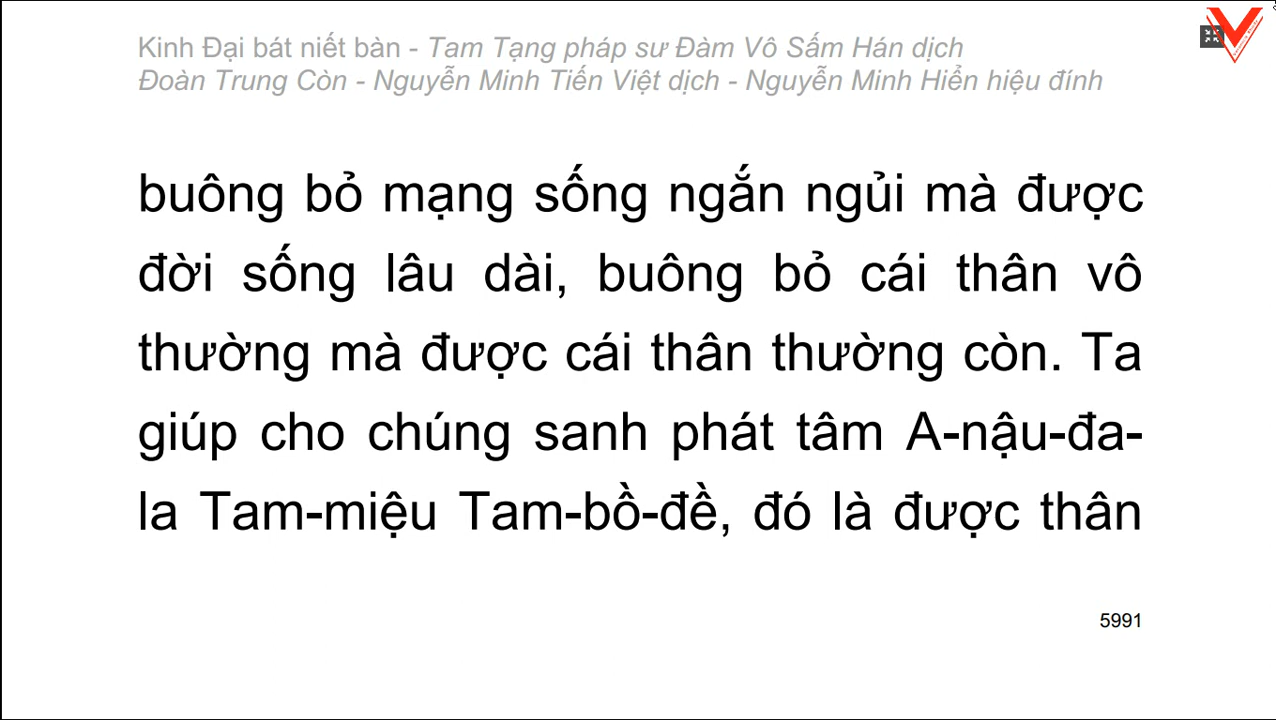 Kinh Đại bát niết bàn - Tam Tạng pháp sư Đàm Vô Sấm Hán dịch
Đoàn Trung Còn - Nguyễn Minh Tiến Việt dịch - Nguyễn Minh Hiển hiệu đính
buông bỏ mạng sống ngắn ngủi mà được
đời sống lâu dài, buông bỏ cái thân vô
thường mà được cái thân thường còn. Ta
giúp cho chúng sanh phát tâm A-nậu-đa-
la Tam-miệu Tam-bồ-đề, đó là được thân
5991